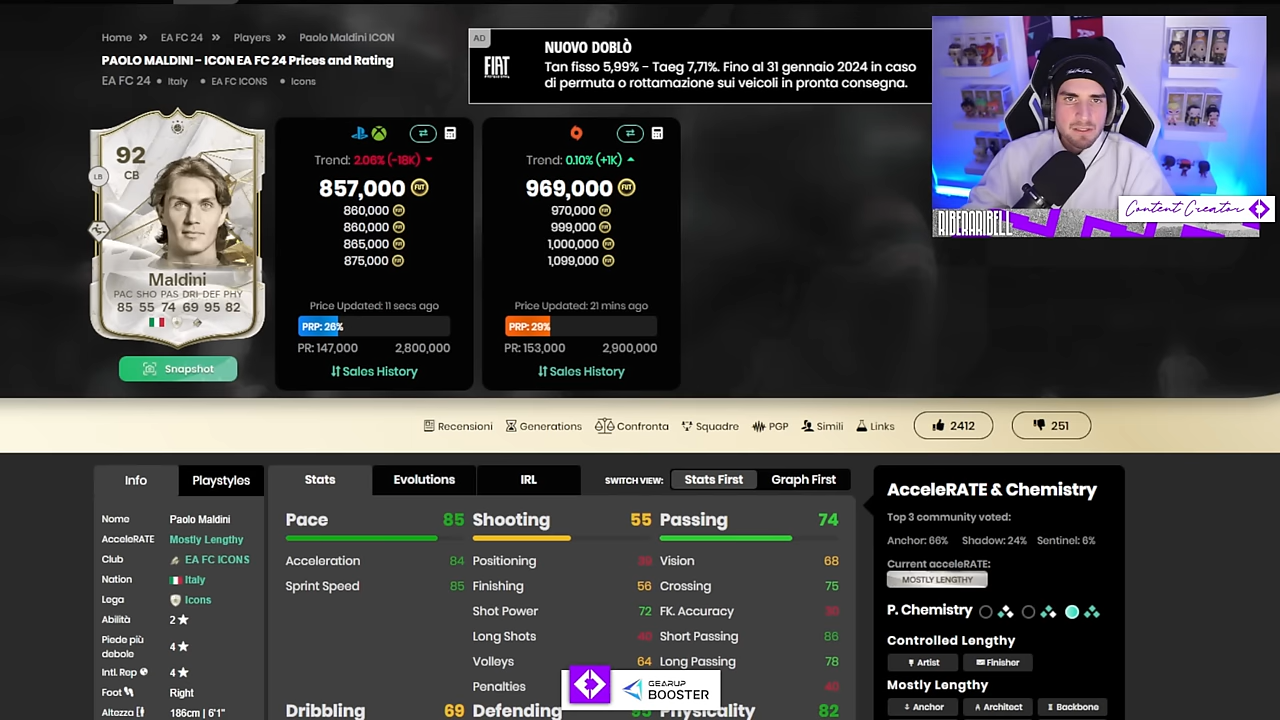 Home » EA FC 24 » Players » Paolo Maldini ICON
PAOLO MALDINI - ICON EA FC 24 Prices and Rating
EA FC 24 • Italy • EA FC ICONS • Icons
AD
FIAT
NUOVO DOBLÒ
Tan fisso 5,99% - Taeg 7,71%. Fino al 31 gennaio 2024 in caso
di permuta o rottamazione sui veicoli in pronta consegna.
Content Creator
RIBERARIBELL
92
CB
LB
Maldini
PAC SHO PAS DRI DEF PHY
85 55 74 69 95 82
Snapshot
Trend: 2.06% (-18K)
857,000 FUT
860,000
860,000
865,000
875,000
Price Updated: 11 secs ago
PRP: 26%
PR: 147,000 2,800,000
Sales History
Trend: 0.10% (+1K)
969,000 FUT
970,000
999,000
1,000,000
1,099,000
Price Updated: 21 mins ago
PRP: 29%
PR: 153,000 2,900,000
Sales History
Recensioni Generations Confronta Squadre PGP Simili Links 2412 251
Info Playstyles
Nome Paolo Maldini
AcceleRATE Mostly Lengthy
Club EA FC ICONS
Nation Italy
Lega Icons
Abilità 2
Piede più
debole 4
Intl. Rep 4
Foot Right
Altezza 186cm | 6'1"
Stats Evolutions IRL SWITCH VIEW: Stats First Graph First
Pace 85
Acceleration 84
Sprint Speed 85
Dribbling 69
Shooting 55
Positioning 39
Finishing 56
Shot Power 72
Long Shots 40
Volleys 64
Penalties
Defending 95
Passing 74
Vision 68
Crossing 75
FK. Accuracy 30
Short Passing 86
Long Passing 78
40
Physicality 82
GEARUP
BOOSTER
AcceleRATE & Chemistry
Top 3 community voted:
Anchor: 66% Shadow: 24% Sentinel: 6%
Current acceleRATE:
MOSTLY LENGTHY
P. Chemistry
Controlled Lengthy
Artist Finisher
Mostly Lengthy
Anchor Architect Backbone